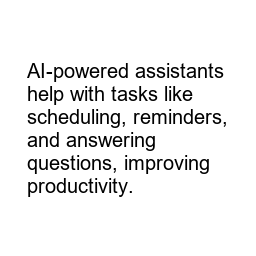 AI-powered assistants
help with tasks like
scheduling, reminders,
and answering
questions, improving
productivity.